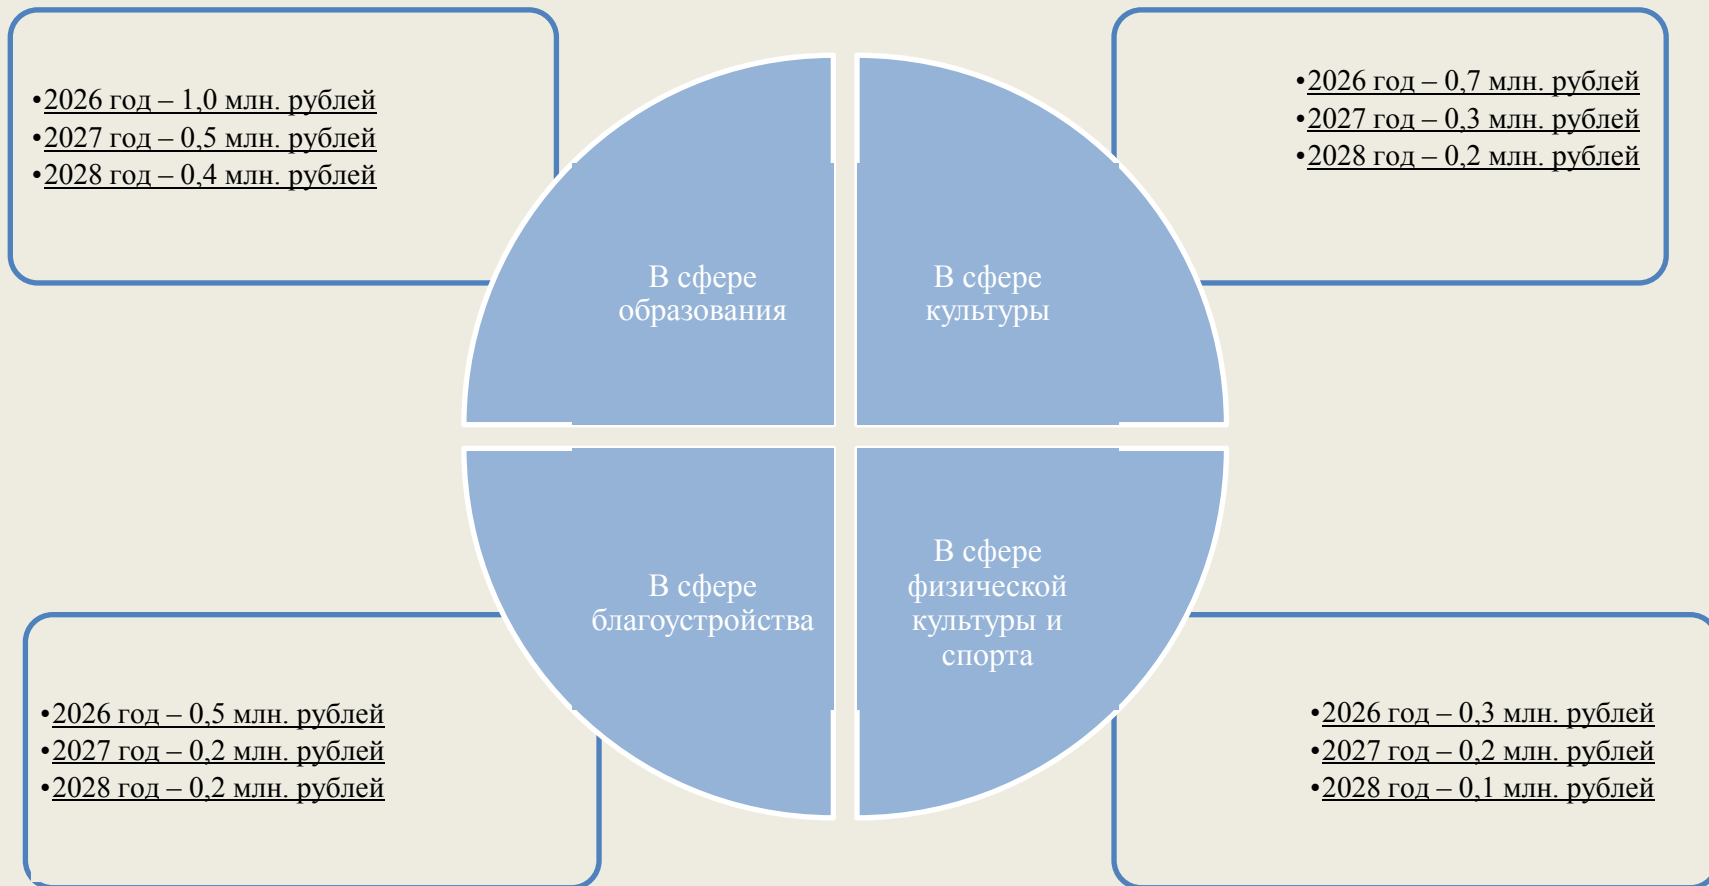 •2026 год – 1,0 млн. рублей
•2027 год – 0,5 млн. рублей
•2028 год – 0,4 млн. рублей
•2026 год – 0,7 млн. рублей
•2027 год – 0,3 млн. рублей
•2028 год – 0,2 млн. рублей
В сфере
образования
В сфере
культуры
В сфере
благоустройства
В сфере
физической
культуры и
спорта
•2026 год – 0,5 млн. рублей
•2027 год – 0,2 млн. рублей
•2028 год – 0,2 млн. рублей
•2026 год – 0,3 млн. рублей
•2027 год – 0,2 млн. рублей
•2028 год – 0,1 млн. рублей